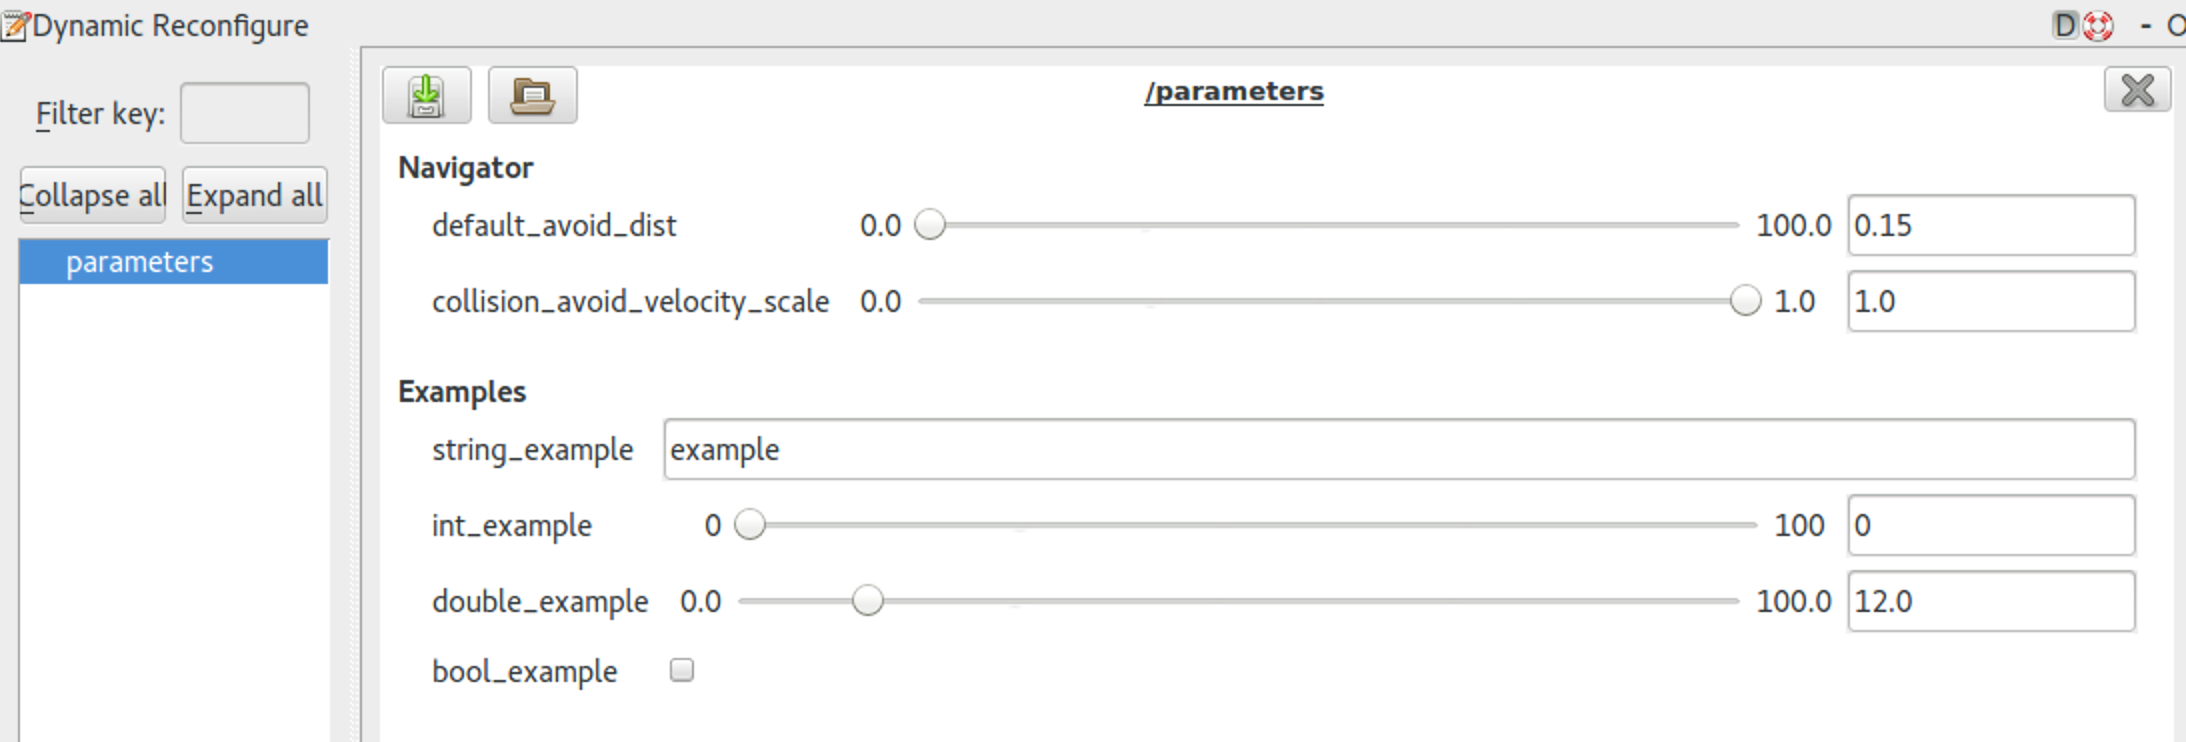 Dynamic Reconfigure D - O
Filter key:
Collapse all Expand all
parameters
/parameters
Navigator
default_avoid_dist 0.0 100.0 0.15
collision_avoid_velocity_scale 0.0 1.0 1.0
Examples
string_example example
int_example 0 100 0
double_example 0.0 100.0 12.0
bool_example